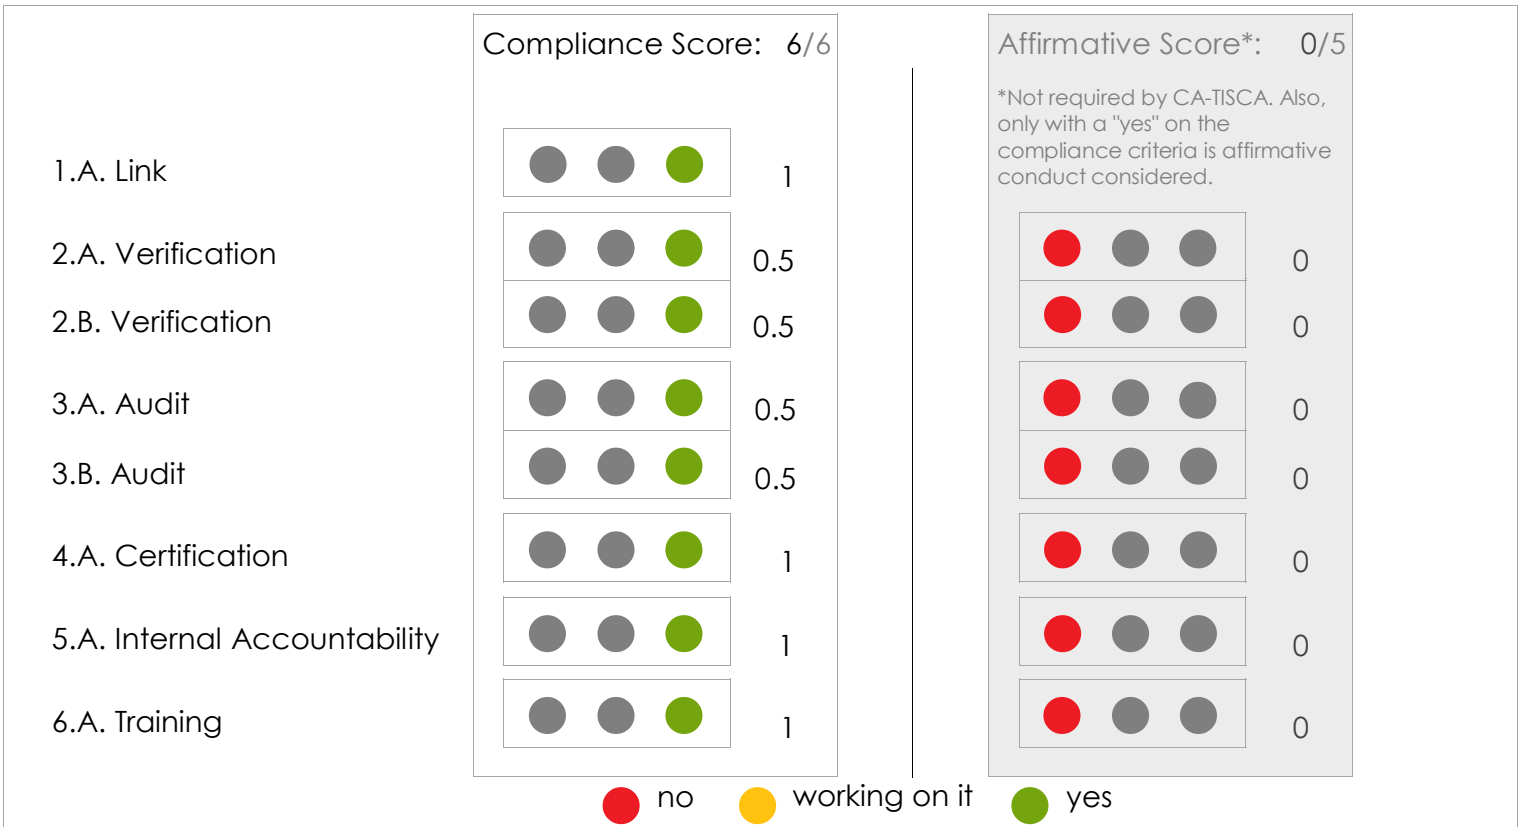 Compliance Score: 6/6
Affirmative Score*: 0/5
*Not required by CA-TISCA. Also,
only with a "yes" on the
compliance criteria is affirmative
conduct considered.
1.A. Link 1
2.A. Verification 0.5 0
2.B. Verification 0.5 0
3.A. Audit 0.5 0
3.B. Audit 0.5 0
4.A. Certification 1 0
5.A. Internal Accountability 1 0
6.A. Training 1 0
no working on it yes